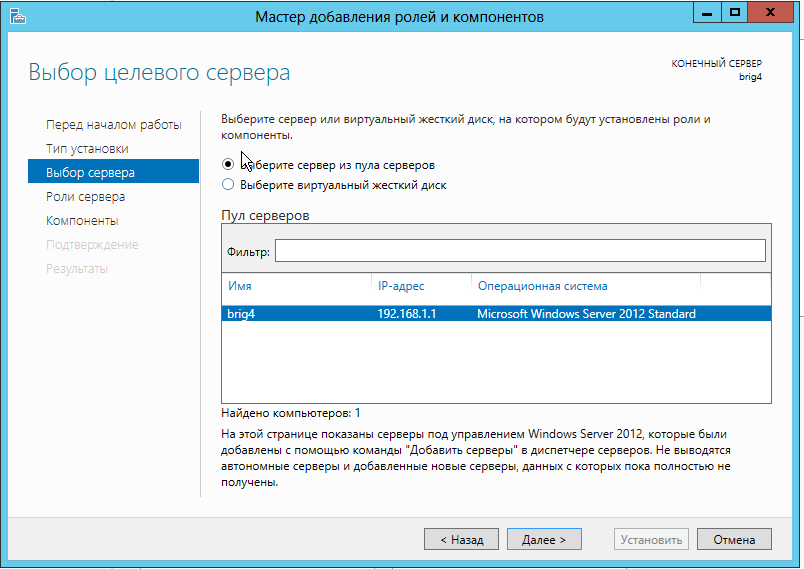 Мастер добавления ролей и компонентов
Выбор целевого сервера
КОНЕЧНЫЙ СЕРВЕР
brig4
Перед началом работы
Тип установки
Выбор сервера
Роли сервера
Компоненты
Подтверждение
Результаты
Выберите сервер или виртуальный жесткий диск, на котором будут установлены роли и
компоненты.
Выберите сервер из пула серверов
Выберите виртуальный жесткий диск
Пул серверов
Фильтр:
Имя IP-адрес Операционная система
brig4 192.168.1.1 Microsoft Windows Server 2012 Standard
Найдено компьютеров: 1
На этой странице показаны серверы под управлением Windows Server 2012, которые были
добавлены с помощью команды "Добавить серверы" в диспетчере серверов. Не выводятся
автономные серверы и добавленные новые серверы, данных с которых пока полностью не
получены.
< Назад Далее > Установить Отмена